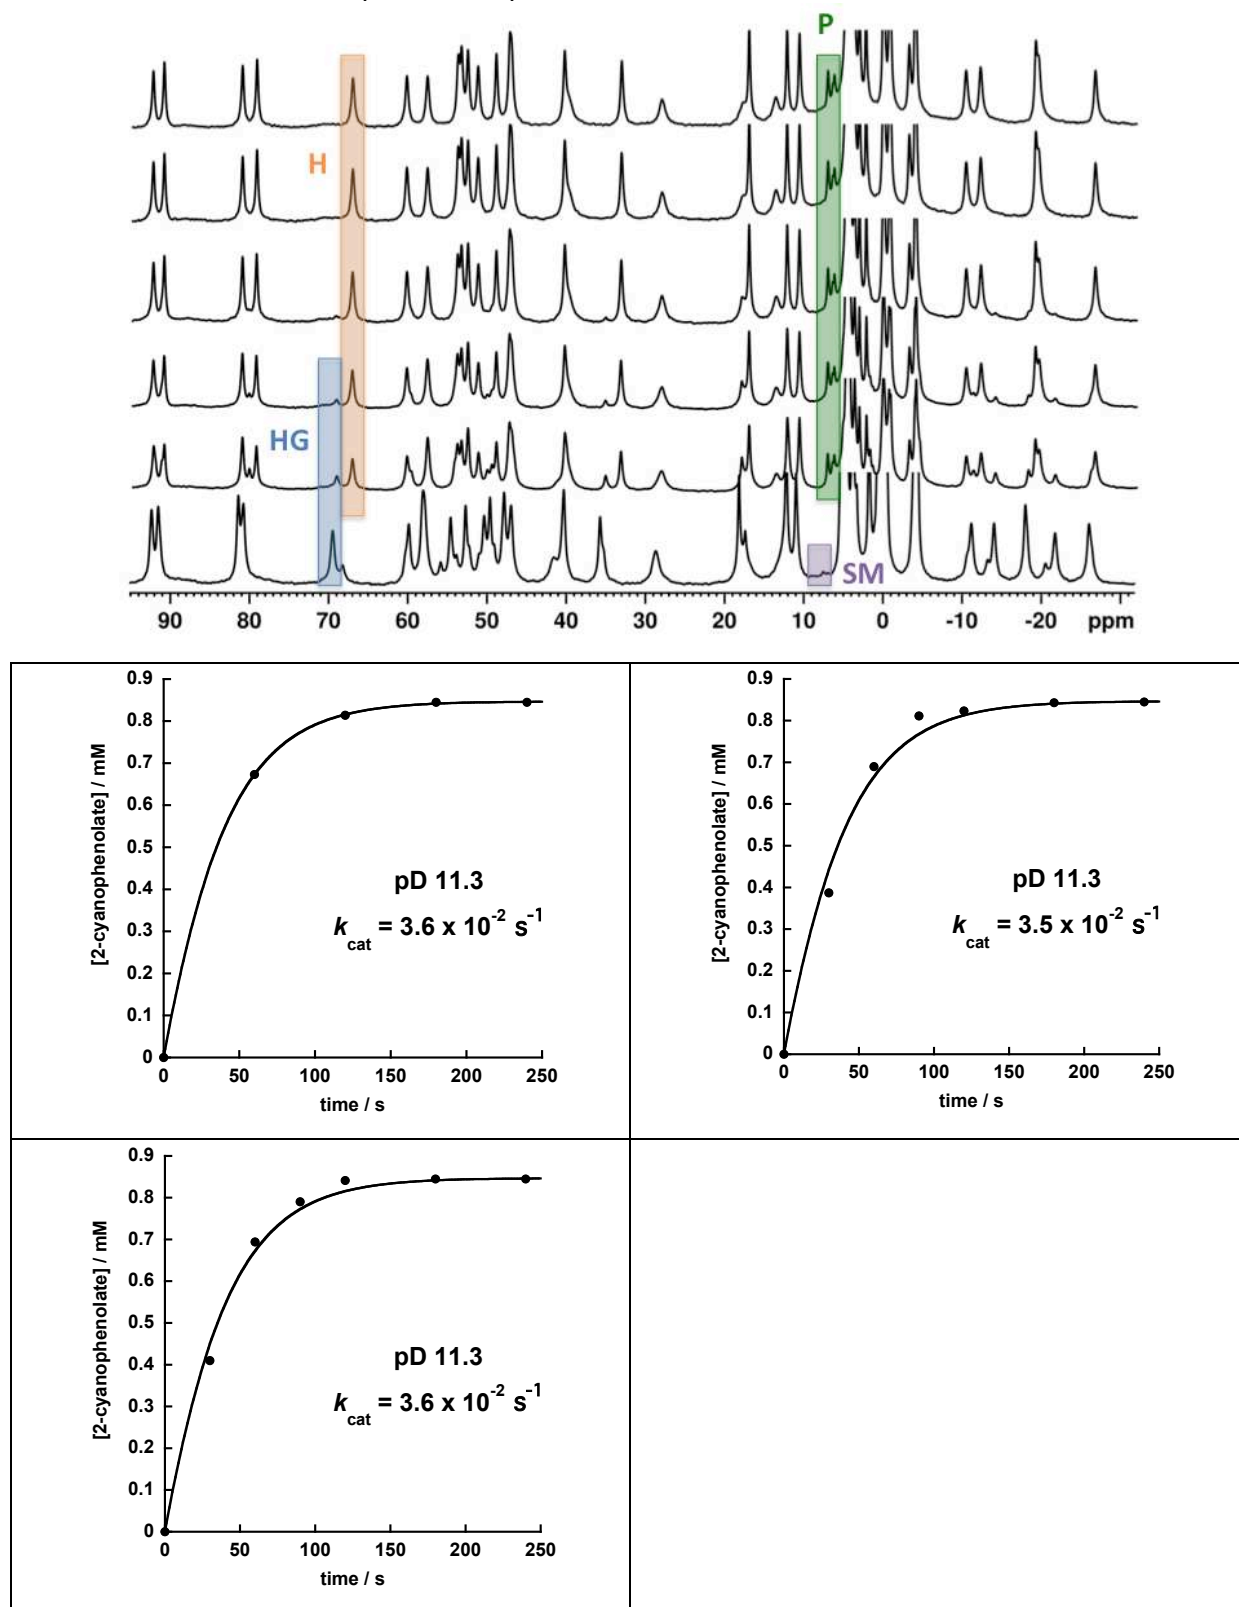 P
H
HG
SM
90 80 70 60 50 40 30 20 10 0 -10 -20 ppm
0.9
0.8
0.7
0.6
0.5
0.4
0.3
0.2
0.1
0
[2-cyanophenolate] / mM
pD 11.3
k_cat = 3.6 x 10^-2 s^-1
0 50 100 150 200 250
time / s
0.9
0.8
0.7
0.6
0.5
0.4
0.3
0.2
0.1
0
[2-cyanophenolate] / mM
pD 11.3
k_cat = 3.5 x 10^-2 s^-1
0 50 100 150 200 250
time / s
0.9
0.8
0.7
0.6
0.5
0.4
0.3
0.2
0.1
0
[2-cyanophenolate] / mM
pD 11.3
k_cat = 3.6 x 10^-2 s^-1
0 50 100 150 200 250
time / s